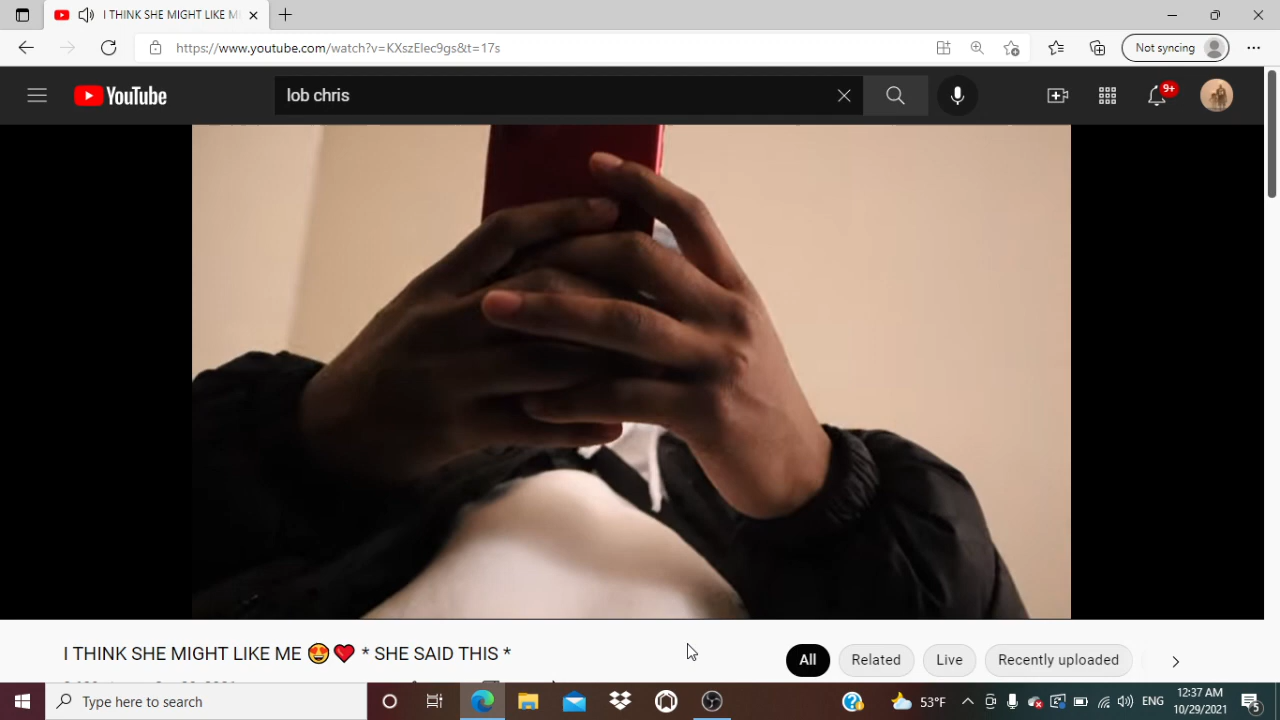 I THINK SHE MIGHT LIKE M
https://www.youtube.com/watch?v=KXszElec9gs&t=17s
Not syncing
YouTube
lob chris
9+
I THINK SHE MIGHT LIKE ME 😍❤️ * SHE SAID THIS *
All
Related
Live
Recently uploaded
Type here to search
53°F
ENG
12:37 AM
10/29/2021
5